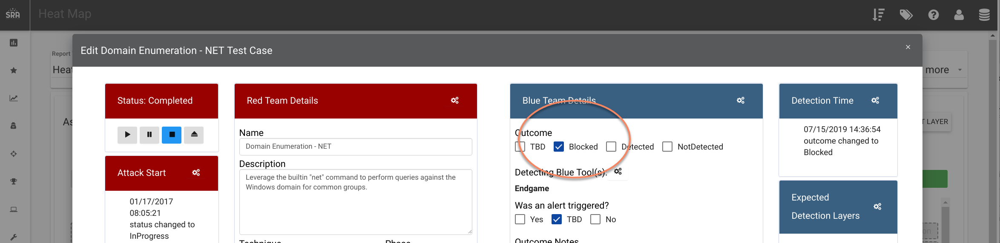 SRA
Heat Map
Edit Domain Enumeration - NET Test Case
×
Report
Heat
more
As
LAYER
Status: Completed
Attack Start
01/17/2017
08:05:21
status changed to
InProgress
Red Team Details
Name
Domain Enumeration - NET
Description
Leverage the builtin "net" command to perform queries against the
Windows domain for common groups.
Technique
Phase
Blue Team Details
Outcome
TBD Blocked Detected NotDetected
Detecting Blue Tool(s):
Endgame
Was an alert triggered?
Yes TBD No
Outcome Notes
Detection Time
07/15/2019 14:36:54
outcome changed to
Blocked
Expected
Detection Layers